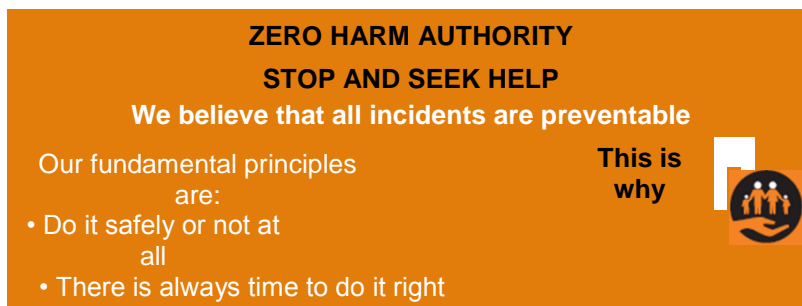 ZERO HARM AUTHORITY
STOP AND SEEK HELP
We believe that all incidents are preventable
Our fundamental principles
are:
• Do it safely or not at
all
• There is always time to do it right
This is
why